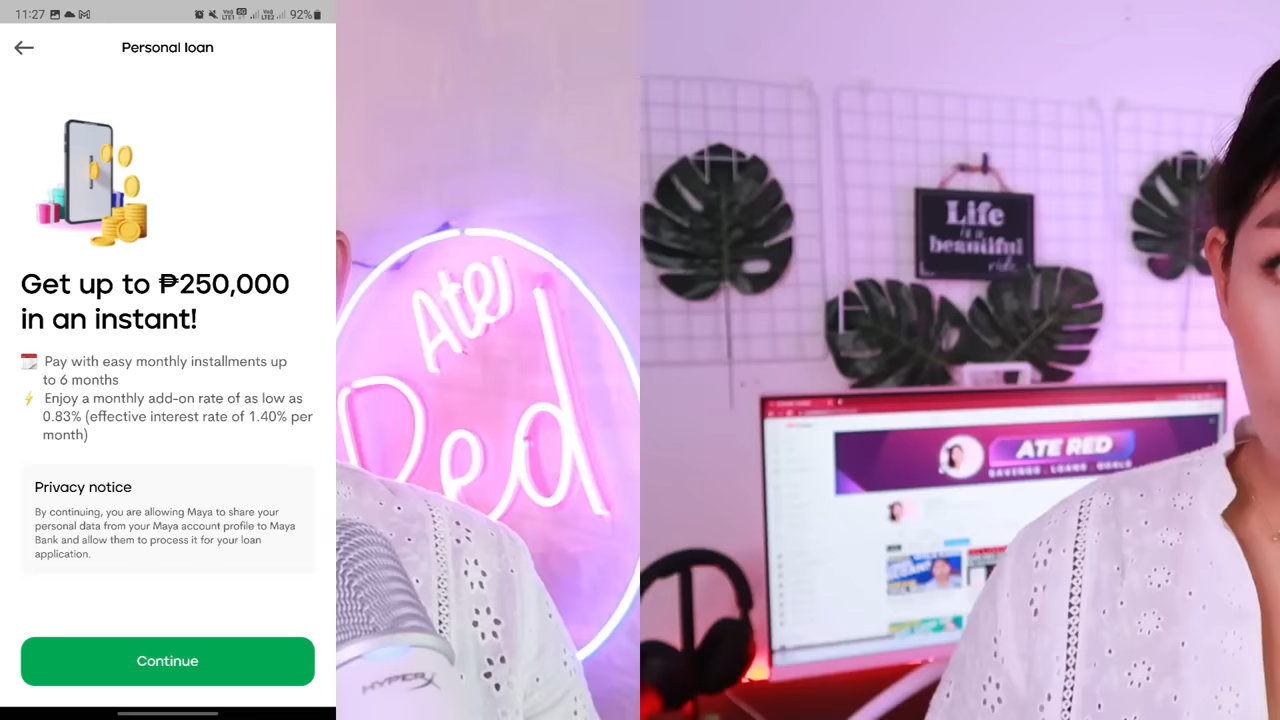 11:27
92%
Personal loan
Get up to ₱250,000
in an instant!
Pay with easy monthly installments up
to 6 months
Enjoy a monthly add-on rate of as low as
0.83% (effective interest rate of 1.40% per
month)
Privacy notice
By continuing, you are allowing Maya to share your
personal data from your Maya account profile to Maya
Bank and allow them to process it for your loan
application.
Continue
Ate
Red
HYPERX
Life
is a
beautiful
ride.
ATE RED
SAVINGS . LOANS . GOALS